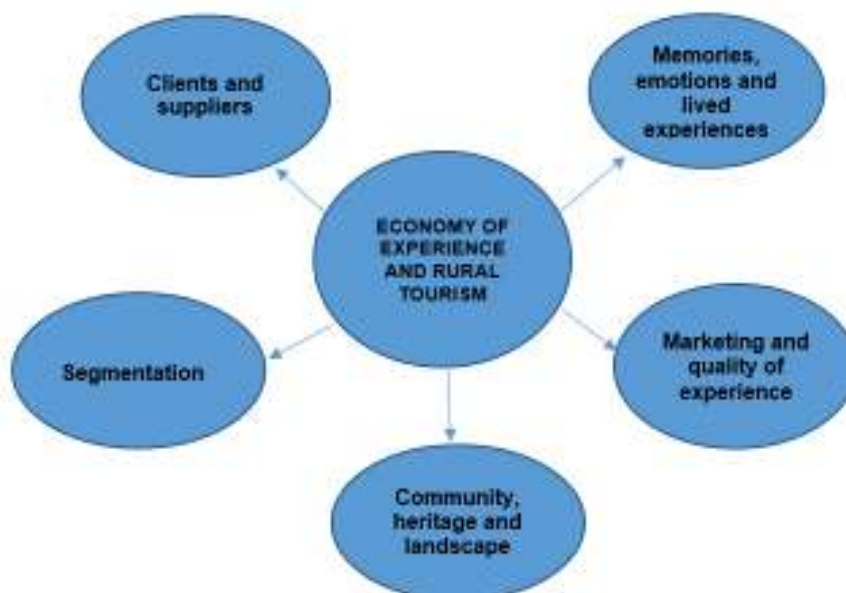 Clients and
suppliers
Memories,
emotions and
lived
experiences
ECONOMY OF
EXPERIENCE
AND RURAL
TOURISM
Segmentation
Marketing and
quality of
experience
Community,
heritage and
landscape